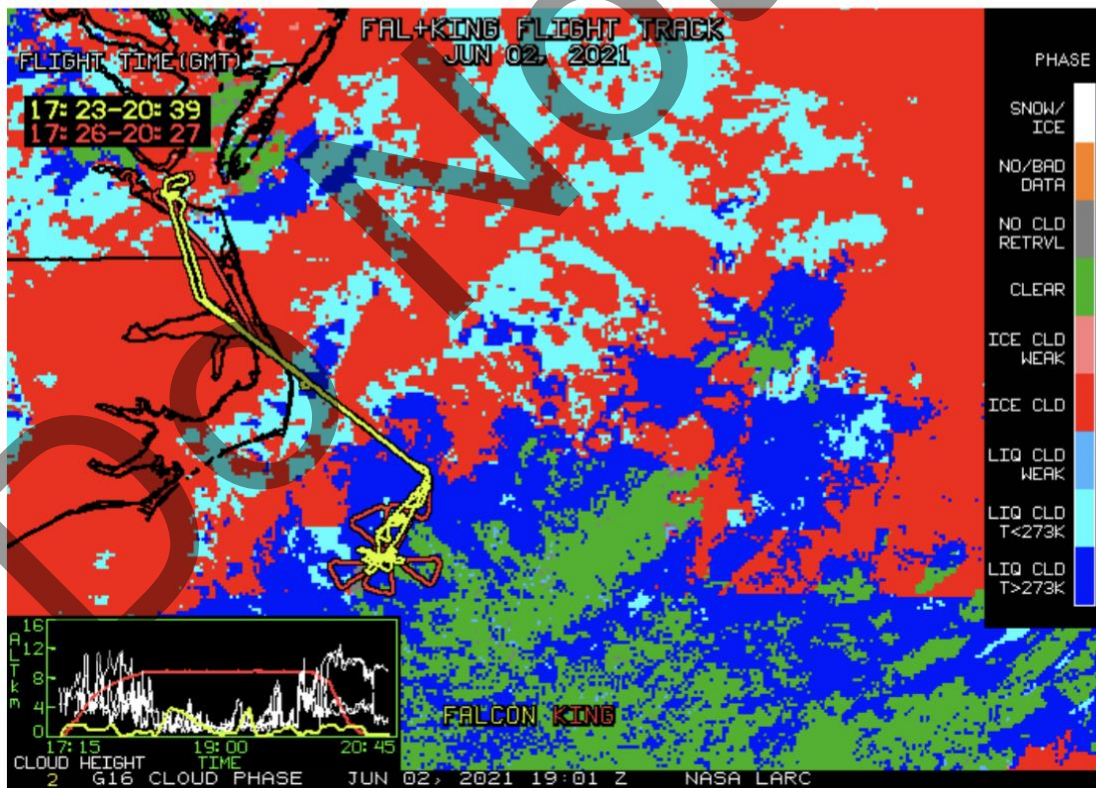 FAL+KING FLIGHT TRACK
JUN 02, 2021
FLIGHT TIME(GMT)
17:23-20:39
17:26-20:27
PHASE
SNOW/
ICE
NO/BAD
DATA
NO CLD
RETRVL
CLEAR
ICE CLD
WEAK
ICE CLD
LIQ CLD
WEAK
LIQ CLD
T<273K
LIQ CLD
T>273K
ALT km
16
12
8
4
0
17:15 19:00 20:45
CLOUD HEIGHT TIME
FALCON KING
2 G16 CLOUD PHASE JUN 02, 2021 19:01 Z NASA LARC
Do Not